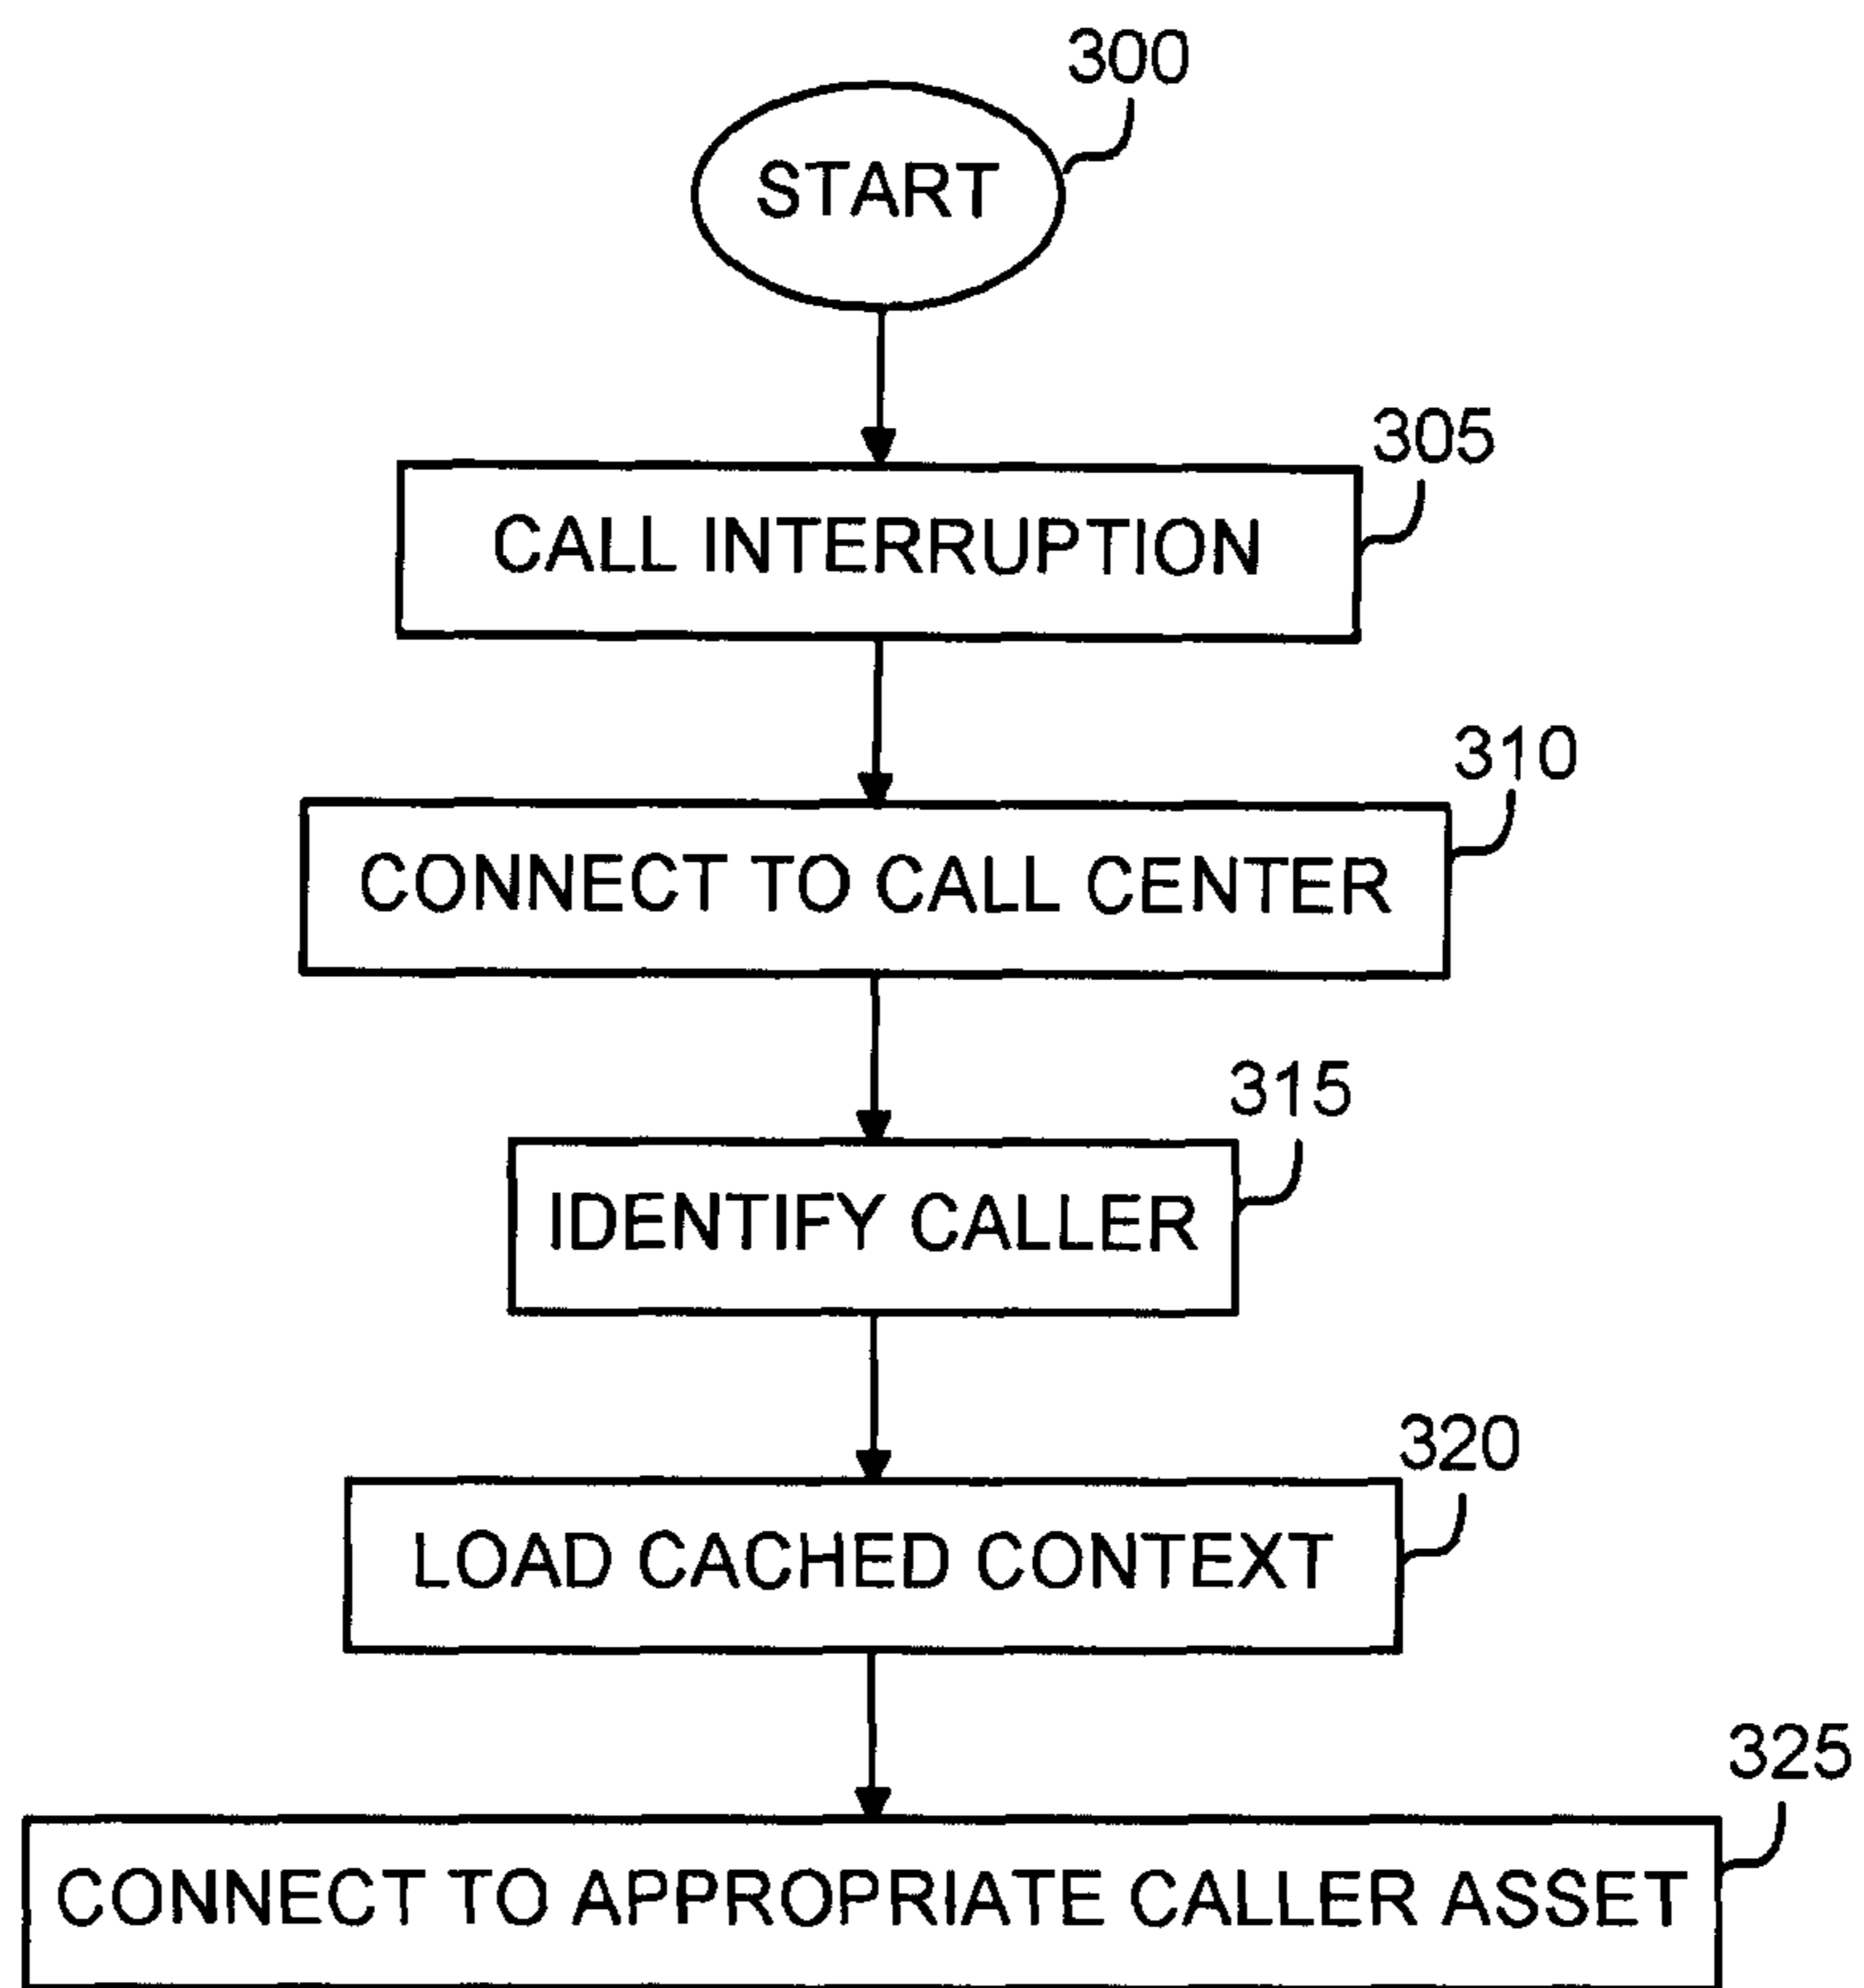 300
START
305
CALL INTERRUPTION
310
CONNECT TO CALL CENTER
315
IDENTIFY CALLER
320
LOAD CACHED CONTEXT
325
CONNECT TO APPROPRIATE CALLER ASSET